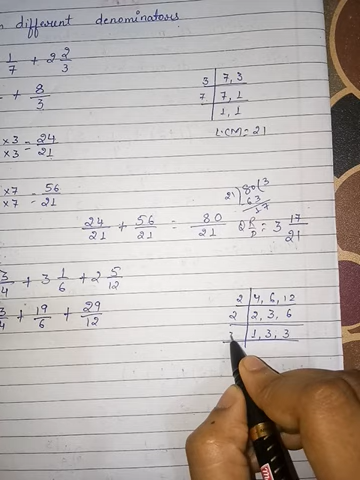 n different denominators
1/7 + 2 2/3
+ 8/3
3 | 7, 3
7 | 7, 1
1, 1
L.CM = 21
×3/×3 = 24/21
×7/×7 = 56/21
21) 80 (3
63
17
24/21 + 56/21 = 80/21 = 3 17/21
/4 + 3 1/6 + 2 5/12
/4 + 19/6 + 29/12
2 | 4, 6, 12
2 | 2, 3, 6
1, 3, 3